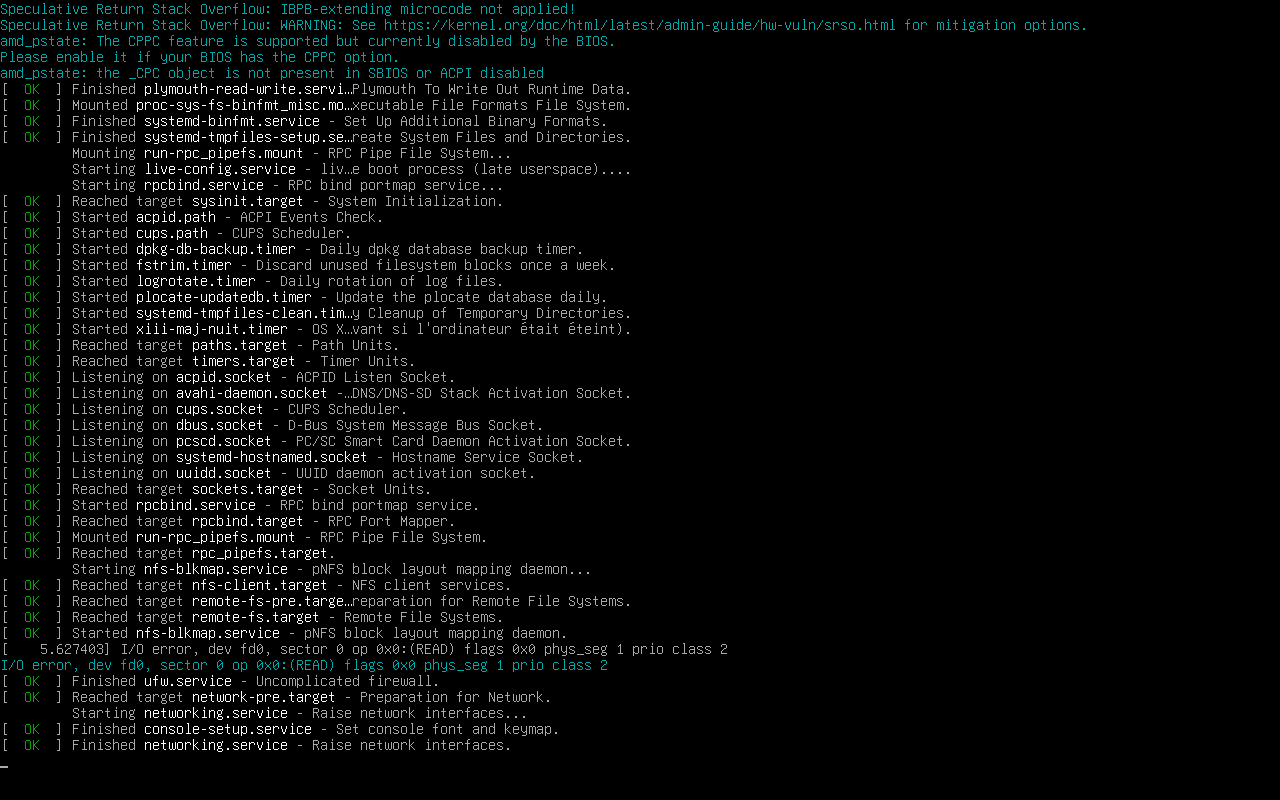 Speculative Return Stack Overflow: IBPB-extending microcode not applied!
Speculative Return Stack Overflow: WARNING: See https://kernel.org/doc/html/latest/admin-guide/hw-vuln/srso.html for mitigation options.
amd_pstate: The CPPC feature is supported but currently disabled by the BIOS.
Please enable it if your BIOS has the CPPC option.
amd_pstate: the _CPC object is not present in SBIOS or ACPI disabled
[  OK  ] Finished plymouth-read-write.servi…Plymouth To Write Out Runtime Data.
[  OK  ] Mounted proc-sys-fs-binfmt_misc.mo…xecutable File Formats File System.
[  OK  ] Finished systemd-binfmt.service - Set Up Additional Binary Formats.
[  OK  ] Finished systemd-tmpfiles-setup.se…reate System Files and Directories.
         Mounting run-rpc_pipefs.mount - RPC Pipe File System...
         Starting live-config.service - liv…e boot process (late userspace)....
         Starting rpcbind.service - RPC bind portmap service...
[  OK  ] Reached target sysinit.target - System Initialization.
[  OK  ] Started acpid.path - ACPI Events Check.
[  OK  ] Started cups.path - CUPS Scheduler.
[  OK  ] Started dpkg-db-backup.timer - Daily dpkg database backup timer.
[  OK  ] Started fstrim.timer - Discard unused filesystem blocks once a week.
[  OK  ] Started logrotate.timer - Daily rotation of log files.
[  OK  ] Started plocate-updatedb.timer - Update the plocate database daily.
[  OK  ] Started systemd-tmpfiles-clean.tim…y Cleanup of Temporary Directories.
[  OK  ] Started xiii-maj-nuit.timer - OS X…vant si l'ordinateur était éteint).
[  OK  ] Reached target paths.target - Path Units.
[  OK  ] Reached target timers.target - Timer Units.
[  OK  ] Listening on acpid.socket - ACPID Listen Socket.
[  OK  ] Listening on avahi-daemon.socket -…DNS/DNS-SD Stack Activation Socket.
[  OK  ] Listening on cups.socket - CUPS Scheduler.
[  OK  ] Listening on dbus.socket - D-Bus System Message Bus Socket.
[  OK  ] Listening on pcscd.socket - PC/SC Smart Card Daemon Activation Socket.
[  OK  ] Listening on systemd-hostnamed.socket - Hostname Service Socket.
[  OK  ] Listening on uuidd.socket - UUID daemon activation socket.
[  OK  ] Reached target sockets.target - Socket Units.
[  OK  ] Started rpcbind.service - RPC bind portmap service.
[  OK  ] Reached target rpcbind.target - RPC Port Mapper.
[  OK  ] Mounted run-rpc_pipefs.mount - RPC Pipe File System.
[  OK  ] Reached target rpc_pipefs.target.
         Starting nfs-blkmap.service - pNFS block layout mapping daemon...
[  OK  ] Reached target nfs-client.target - NFS client services.
[  OK  ] Reached target remote-fs-pre.targe…reparation for Remote File Systems.
[  OK  ] Reached target remote-fs.target - Remote File Systems.
[  OK  ] Started nfs-blkmap.service - pNFS block layout mapping daemon.
[    5.627403] I/O error, dev fd0, sector 0 op 0x0:(READ) flags 0x0 phys_seg 1 prio class 2
I/O error, dev fd0, sector 0 op 0x0:(READ) flags 0x0 phys_seg 1 prio class 2
[  OK  ] Finished ufw.service - Uncomplicated firewall.
[  OK  ] Reached target network-pre.target - Preparation for Network.
         Starting networking.service - Raise network interfaces...
[  OK  ] Finished console-setup.service - Set console font and keymap.
[  OK  ] Finished networking.service - Raise network interfaces.